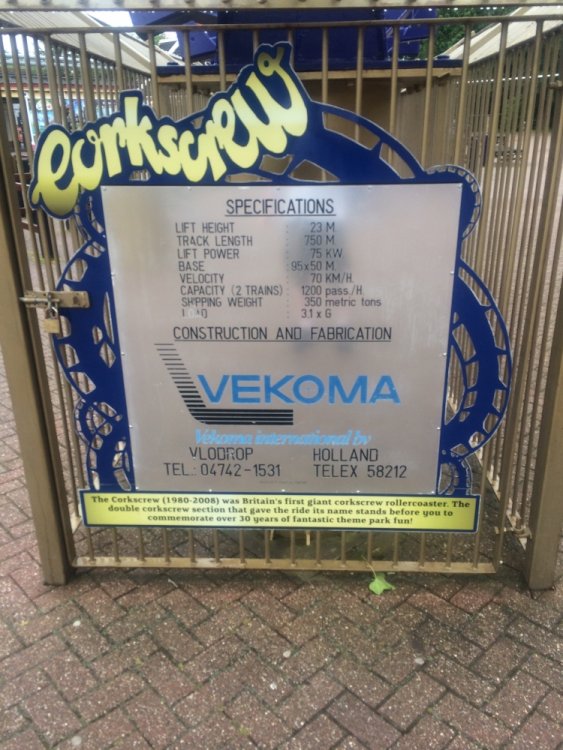 Corkscrew
SPECIFICATIONS
LIFT HEIGHT : 23 M
TRACK LENGTH : 750 M
LIFT POWER : 75 KW
BASE : 95x50 M
VELOCITY : 70 KM/H.
CAPACITY (2 TRAINS) : 1200 pass./H.
SHIPPING WEIGHT : 350 metric tons
LOAD : 3.1 x G
CONSTRUCTION AND FABRICATION
VEKOMA
Vekoma international bv
VLODROP HOLLAND
TEL.: 04742-1531 TELEX 58212
The Corkscrew (1980-2008) was Britain's first giant corkscrew rollercoaster. The
double corkscrew section that gave the ride its name stands before you to
commemorate over 30 years of fantastic theme park fun!